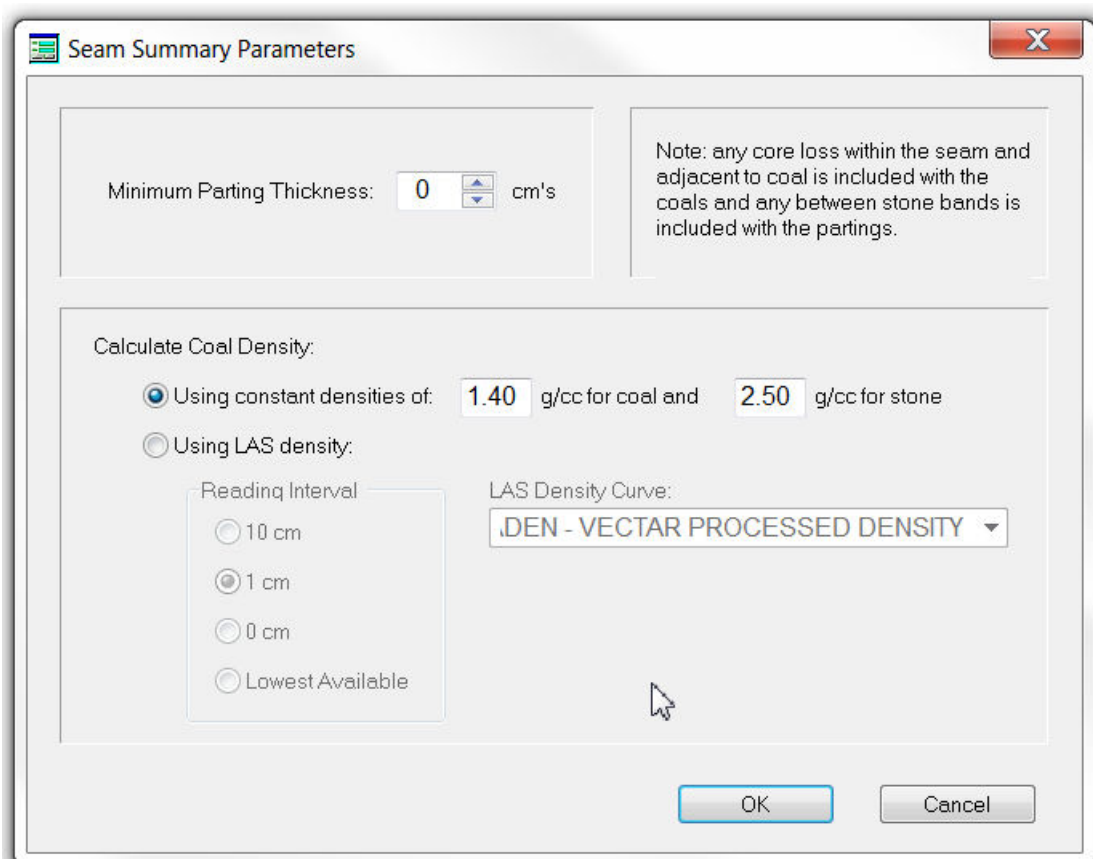 Seam Summary Parameters
Minimum Parting Thickness: 0 cm's
Note: any core loss within the seam and
adjacent to coal is included with the
coals and any between stone bands is
included with the partings.
Calculate Coal Density:
Using constant densities of: 1.40 g/cc for coal and 2.50 g/cc for stone
Using LAS density:
Reading Interval
10 cm
1 cm
0 cm
Lowest Available
LAS Density Curve:
DEN - VECTAR PROCESSED DENSITY
OK Cancel